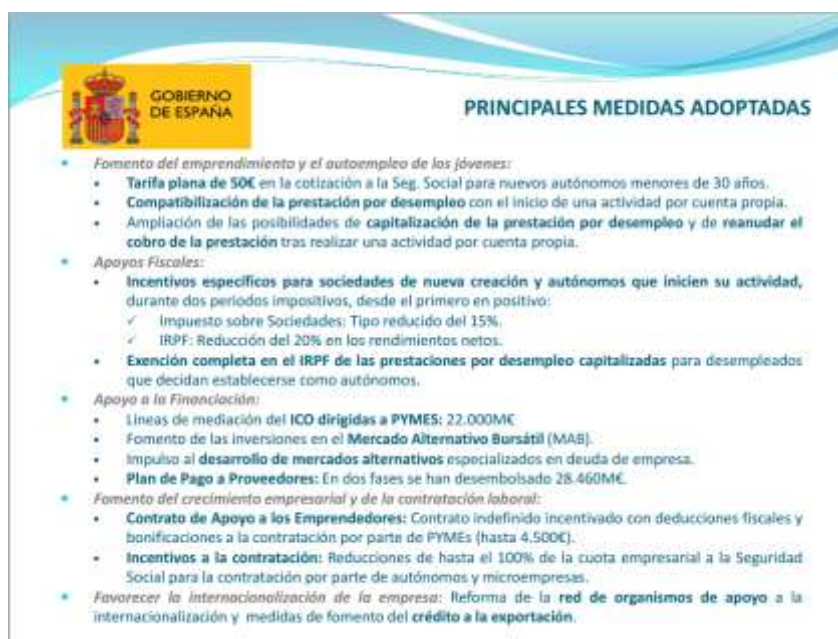 GOBIERNO
DE ESPAÑA
PRINCIPALES MEDIDAS ADOPTADAS
• Fomento del emprendimiento y el autoempleo de los jóvenes:
• Tarifa plana de 50€ en la cotización a la Seg. Social para nuevos autónomos menores de 30 años.
• Compatibilización de la prestación por desempleo con el inicio de una actividad por cuenta propia.
• Ampliación de las posibilidades de capitalización de la prestación por desempleo y de reanudar el
cobro de la prestación tras realizar una actividad por cuenta propia.
• Apoyos Fiscales:
• Incentivos específicos para sociedades de nueva creación y autónomos que inicien su actividad,
durante dos periodos impositivos, desde el primero en positivo:
✓ Impuesto sobre Sociedades: Tipo reducido del 15%.
✓ IRPF: Reducción del 20% en los rendimientos netos.
• Exención completa en el IRPF de las prestaciones por desempleo capitalizadas para desempleados
que decidan establecerse como autónomos.
• Apoyo a la Financiación:
• Líneas de mediación del ICO dirigidas a PYMES: 22.000M€
• Fomento de las inversiones en el Mercado Alternativo Bursátil (MAB).
• Impulso al desarrollo de mercados alternativos especializados en deuda de empresa.
• Plan de Pago a Proveedores: En dos fases se han desembolsado 28.460M€.
• Fomento del crecimiento empresarial y de la contratación laboral:
• Contrato de Apoyo a los Emprendedores: Contrato indefinido incentivado con deducciones fiscales y
bonificaciones a la contratación por parte de PYMEs (hasta 4.500€).
• Incentivos a la contratación: Reducciones de hasta el 100% de la cuota empresarial a la Seguridad
Social para la contratación por parte de autónomos y microempresas.
• Favorecer la internacionalización de la empresa: Reforma de la red de organismos de apoyo a la
internacionalización y medidas de fomento del crédito a la exportación.